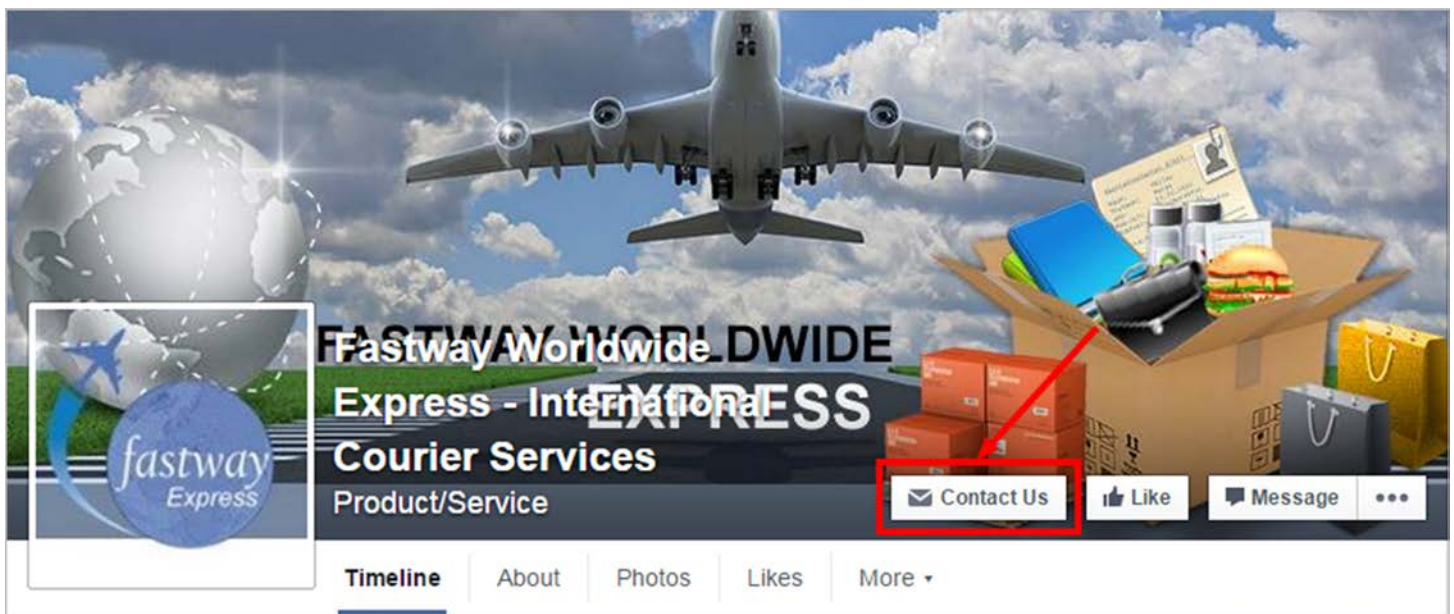 FASTWAY WORLDWIDE
EXPRESS
Fastway Worldwide
Express - International
Courier Services
Product/Service
fastway
Express
Contact Us
Like
Message
Timeline
About
Photos
Likes
More